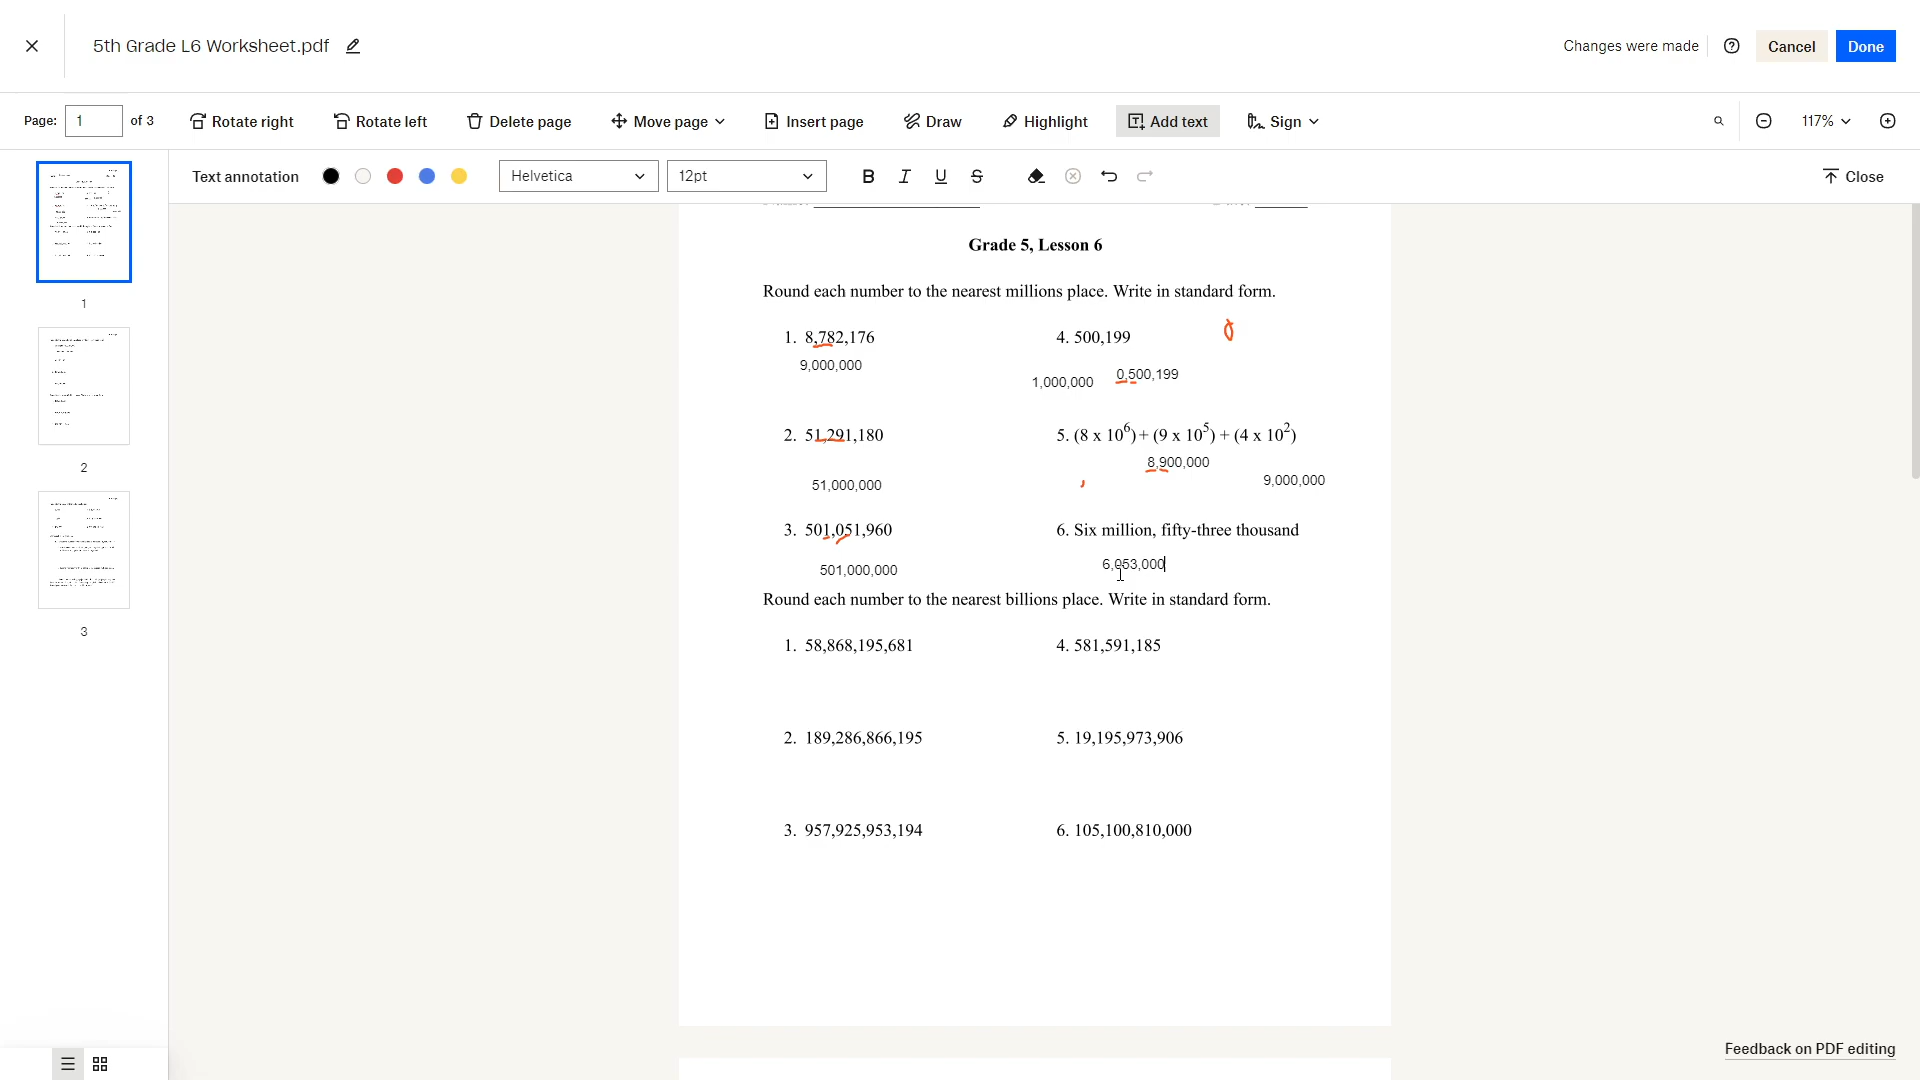 5th Grade L6 Worksheet.pdf
Changes were made
Cancel
Done
Page: 1 of 3
Rotate right
Rotate left
Delete page
Move page
Insert page
Draw
Highlight
Add text
Sign
117%
Text annotation
Helvetica
12pt
B I U S
Close
1
2
3
Grade 5, Lesson 6
Round each number to the nearest millions place. Write in standard form.
1. 8,782,176
9,000,000
4. 500,199
0
1,000,000 0,500,199
2. 51,291,180
51,000,000
5. (8 x 10⁶) + (9 x 10⁵) + (4 x 10²)
8,900,000
9,000,000
3. 501,051,960
501,000,000
6. Six million, fifty-three thousand
6,053,000
Round each number to the nearest billions place. Write in standard form.
1. 58,868,195,681
4. 581,591,185
2. 189,286,866,195
5. 19,195,973,906
3. 957,925,953,194
6. 105,100,810,000
Feedback on PDF editing